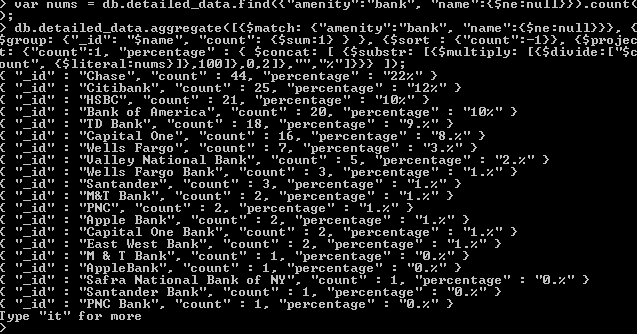 > var nums = db.detailed_data.find({"amenity":"bank", "name":{$ne:null}}).count(
);
> db.detailed_data.aggregate([{$match: {"amenity":"bank", "name":{$ne:null}}}, {
$group: {"_id": "$name", "count": {$sum:1} } }, {$sort : {"count":-1}}, {$projec
t: {"count":1, "percentage" : { $concat: [ {$substr: [{$multiply: [{$divide:["$c
ount", {$literal:nums}]},100]},0,2]},"","%"]}}} ]);
{ "_id" : "Chase", "count" : 44, "percentage" : "22%" }
{ "_id" : "Citibank", "count" : 25, "percentage" : "12%" }
{ "_id" : "HSBC", "count" : 21, "percentage" : "10%" }
{ "_id" : "Bank of America", "count" : 20, "percentage" : "10%" }
{ "_id" : "TD Bank", "count" : 18, "percentage" : "9.%" }
{ "_id" : "Capital One", "count" : 16, "percentage" : "8.%" }
{ "_id" : "Wells Fargo", "count" : 7, "percentage" : "3.%" }
{ "_id" : "Valley National Bank", "count" : 5, "percentage" : "2.%" }
{ "_id" : "Wells Fargo Bank", "count" : 3, "percentage" : "1.%" }
{ "_id" : "Santander", "count" : 3, "percentage" : "1.%" }
{ "_id" : "M&T Bank", "count" : 2, "percentage" : "1.%" }
{ "_id" : "PNC", "count" : 2, "percentage" : "1.%" }
{ "_id" : "Apple Bank", "count" : 2, "percentage" : "1.%" }
{ "_id" : "Capital One Bank", "count" : 2, "percentage" : "1.%" }
{ "_id" : "East West Bank", "count" : 2, "percentage" : "1.%" }
{ "_id" : "M & T Bank", "count" : 1, "percentage" : "0.%" }
{ "_id" : "AppleBank", "count" : 1, "percentage" : "0.%" }
{ "_id" : "Safra National Bank of NY", "count" : 1, "percentage" : "0.%" }
{ "_id" : "Santander Bank", "count" : 1, "percentage" : "0.%" }
{ "_id" : "PNC Bank", "count" : 1, "percentage" : "0.%" }
Type "it" for more
>